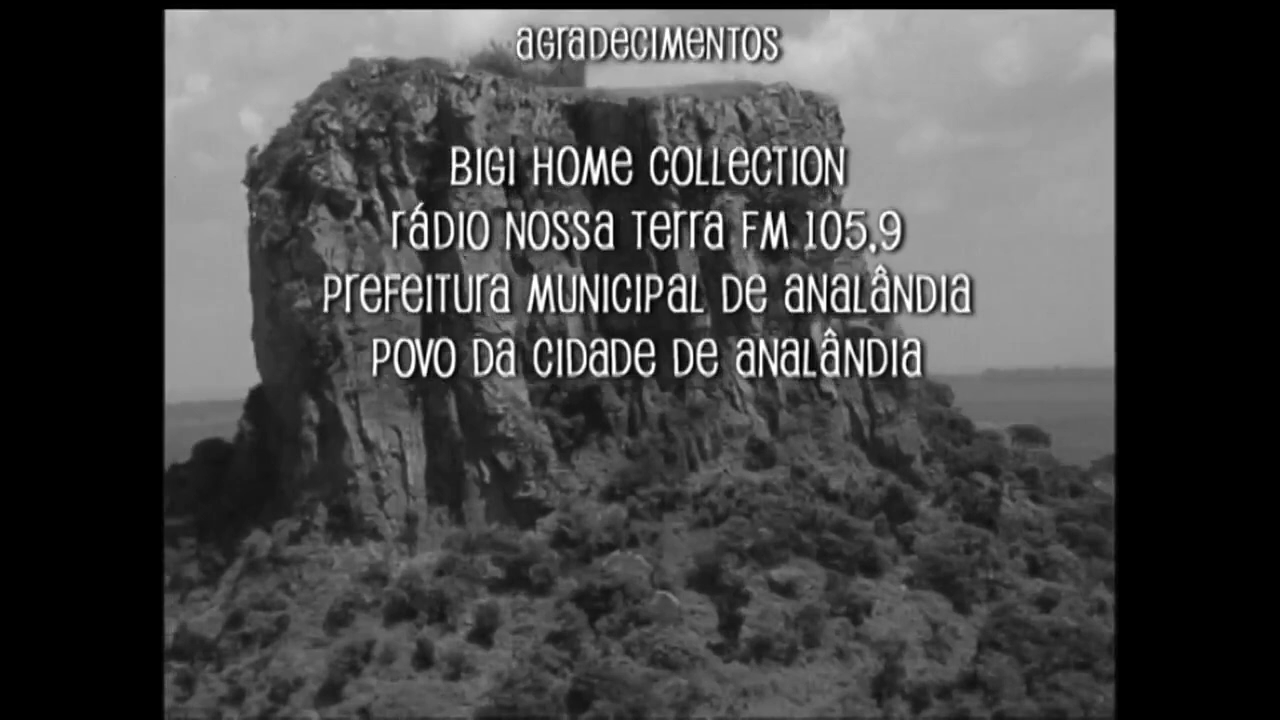 AGRADECIMENTOS
BIGI HOME COLLECTION
RÁDIO NOSSA TERRA FM 105,9
PREFEITURA MUNICIPAL DE ANALÂNDIA
POVO DA CIDADE DE ANALÂNDIA